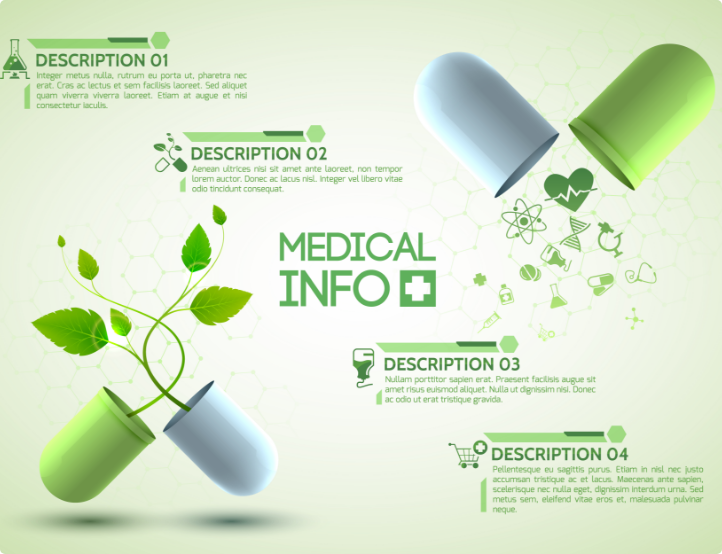 DESCRIPTION 01
Integer metus nulla, rutrum eu porta ut, pharetra nec
erat. Cras ac lectus et sem facilisis laoreet. Sed aliquet
quam viverra viverra laoreet. Etiam at augue et nisi
consectetur iaculis.
DESCRIPTION 02
Aenean ultrices nisi sit amet ante laoreet, non tempor
lorem auctor. Donec ac lacus nisl. Integer vel libero vitae
odio tincidunt consequat.
MEDICAL
INFO
DESCRIPTION 03
Nullam porttitor sapien erat. Praesent facilisis augue sit
amet risus euismod aliquet. Nulla ut dignissim nisl. Donec
ac odio ut erat tristique gravida.
DESCRIPTION 04
Pellentesque eu sagittis purus. Etiam in nisl nec justo
accumsan tristique ac et lacus. Maecenas ante sapien,
scelerisque nec nulla eget, dignissim interdum urna. Sed
metus sem, eleifend vitae eros et, malesuada pulvinar
neque.